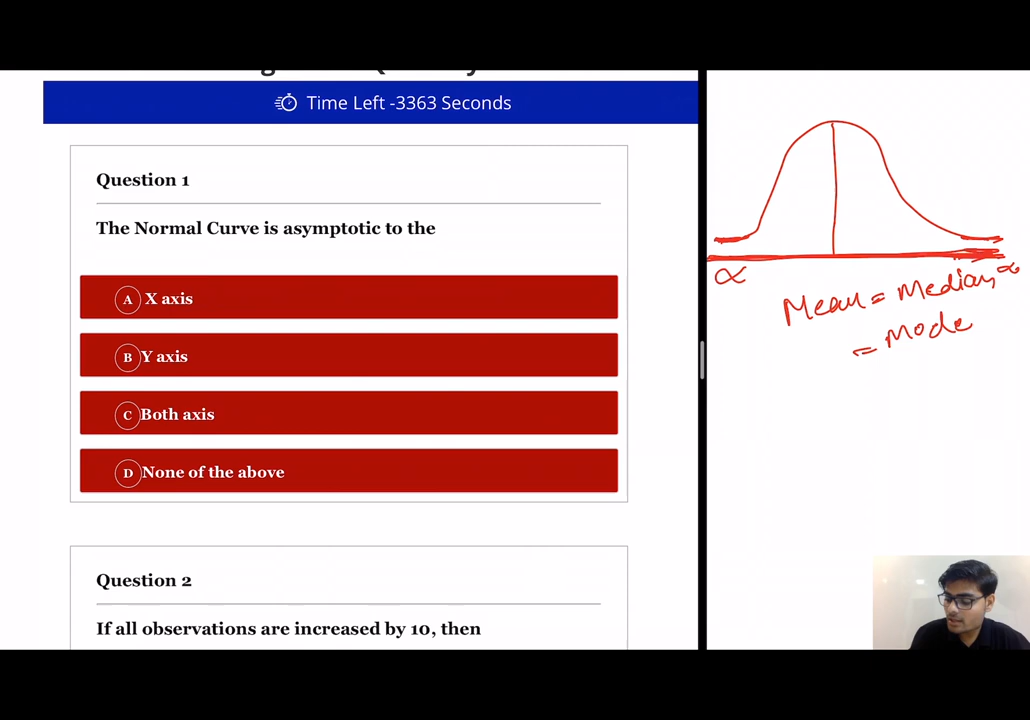 Time Left -3363 Seconds
Question 1
The Normal Curve is asymptotic to the
A X axis
B Y axis
C Both axis
D None of the above
Question 2
If all observations are increased by 10, then
∝ ∝
Mean = Median
= Mode